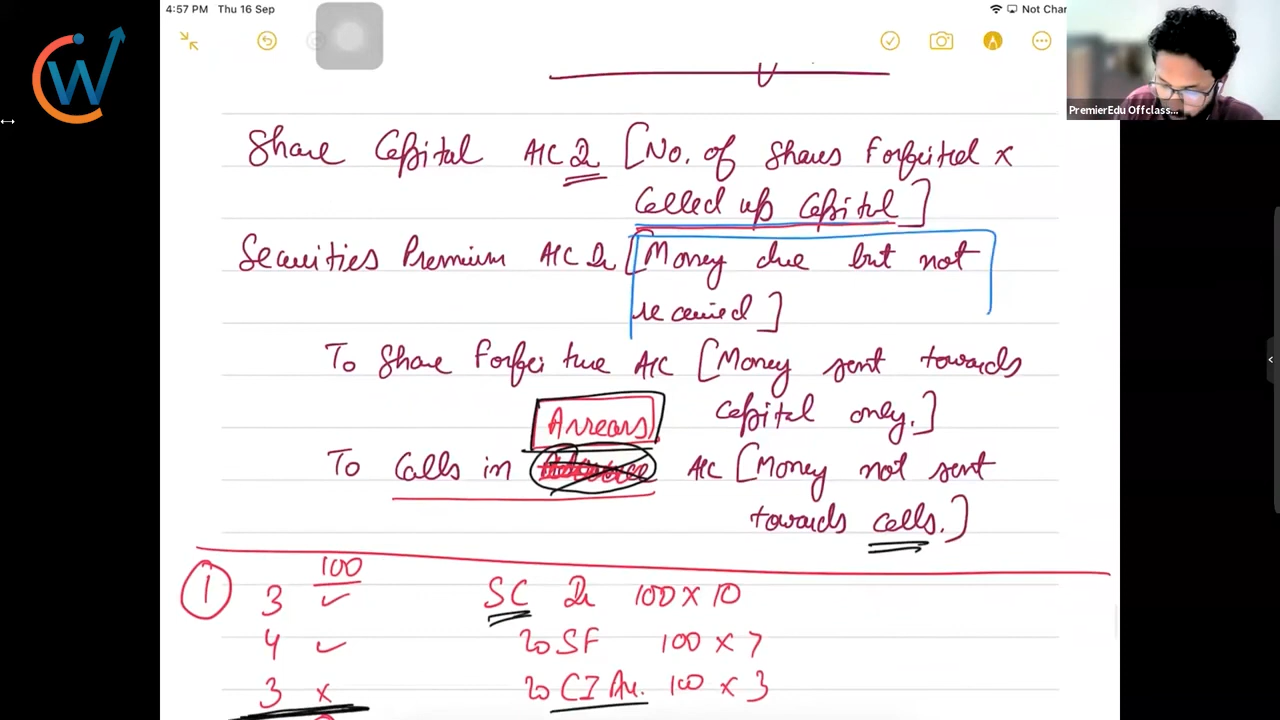 4:57 PM Thu 16 Sep
Not Char
PremierEdu Offclass...
Share Capital A/C Dr [No. of Shares Forfeited x
Called up Capital]
Securities Premium A/C Dr [Money due but not
received]
To Share Forfeiture A/C [Money sent towards
capital only.]
Arrears
To Calls in A/C [Money not sent
towards calls.]
1 100
3 ✓ SC Dr 100 x 10
4 ✓ To SF 100 x 7
3 x To CI Ar. 100 x 3